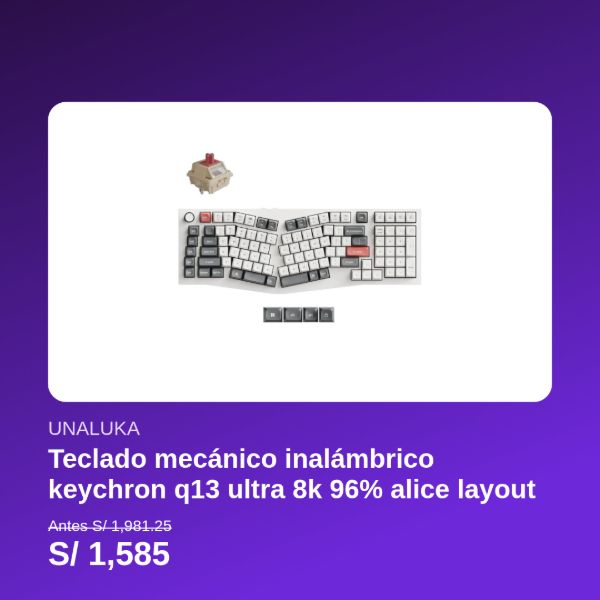 UNALUKA
Teclado mecánico inalámbrico
keychron q13 ultra 8k 96% alice layout
Antes S/ 1,981.25
S/ 1,585